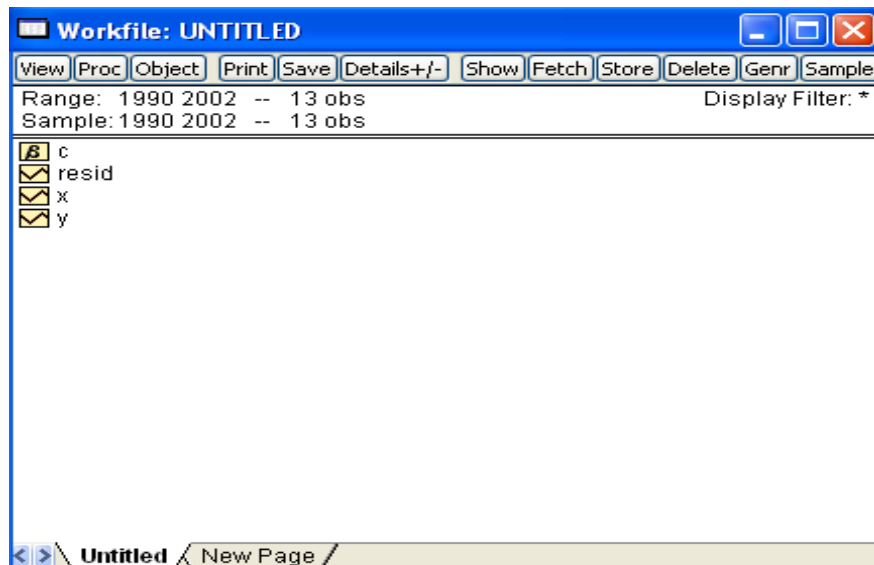 Workfile: UNTITLED
View Proc Object Print Save Details+/- Show Fetch Store Delete Genr Sample
Range: 1990 2002 -- 13 obs Display Filter: *
Sample: 1990 2002 -- 13 obs
β c
resid
x
y
< > Untitled New Page